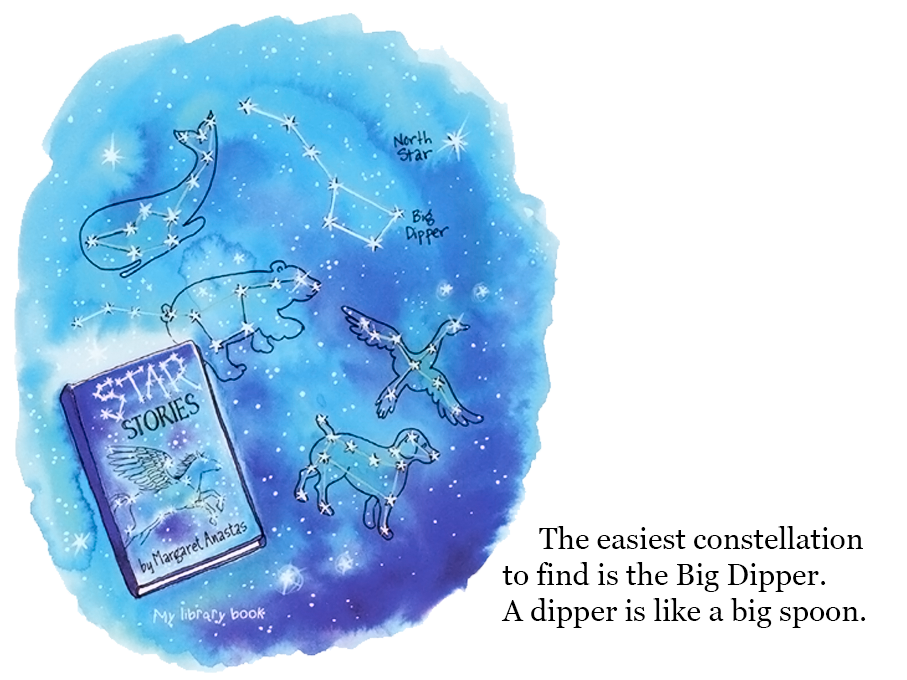 North
Star
Big
Dipper
STAR
STORIES
by Margaret Anastas
My library book
The easiest constellation
to find is the Big Dipper.
A dipper is like a big spoon.